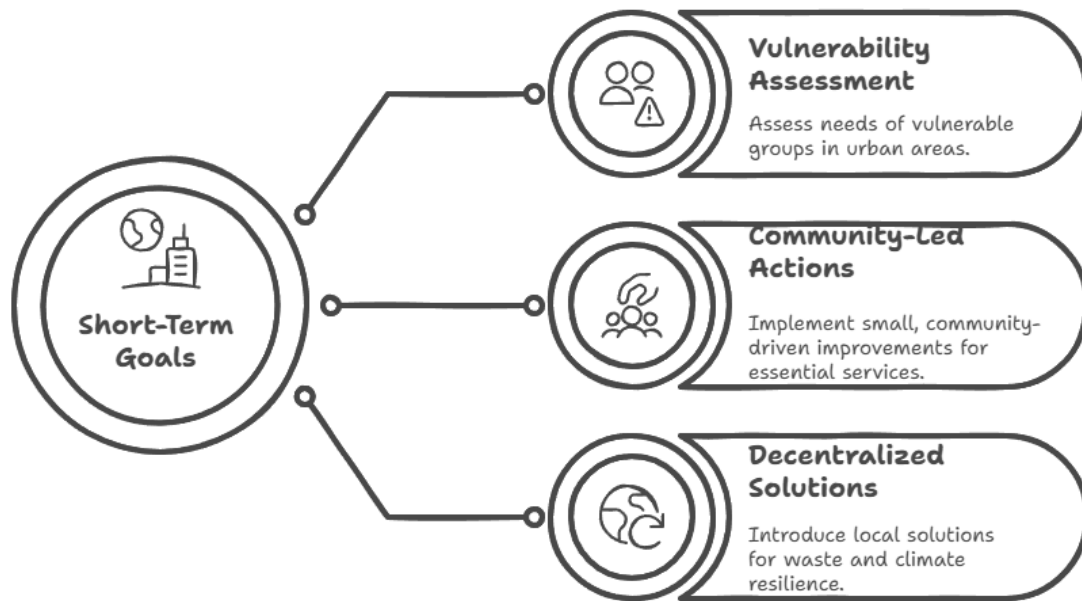 Short-Term
Goals
Vulnerability
Assessment
Assess needs of vulnerable
groups in urban areas.
Community-Led
Actions
Implement small, community-
driven improvements for
essential services.
Decentralized
Solutions
Introduce local solutions
for waste and climate
resilience.